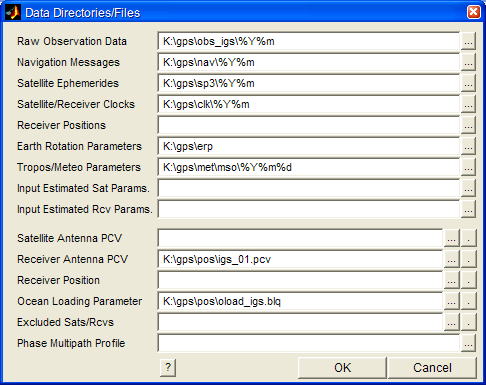 Data Directories/Files
Raw Observation Data K:\gps\obs_igs\%Y%m ...
Navigation Messages K:\gps\nav\%Y%m ...
Satellite Ephemerides K:\gps\sp3\%Y%m ...
Satellite/Receiver Clocks K:\gps\clk\%Y%m ...
Receiver Positions ...
Earth Rotation Parameters K:\gps\erp ...
Tropos/Meteo Parameters K:\gps\met\mso\%Y%m%d ...
Input Estimated Sat Params. ...
Input Estimated Rcv Params. ...
Satellite Antenna PCV ... .
Receiver Antenna PCV K:\gps\pos\igs_01.pcv ... .
Receiver Position ... .
Ocean Loading Parameter K:\gps\pos\oload_igs.blq ... .
Excluded Sats/Rcvs ... .
Phase Multipath Profile ...
? OK Cancel